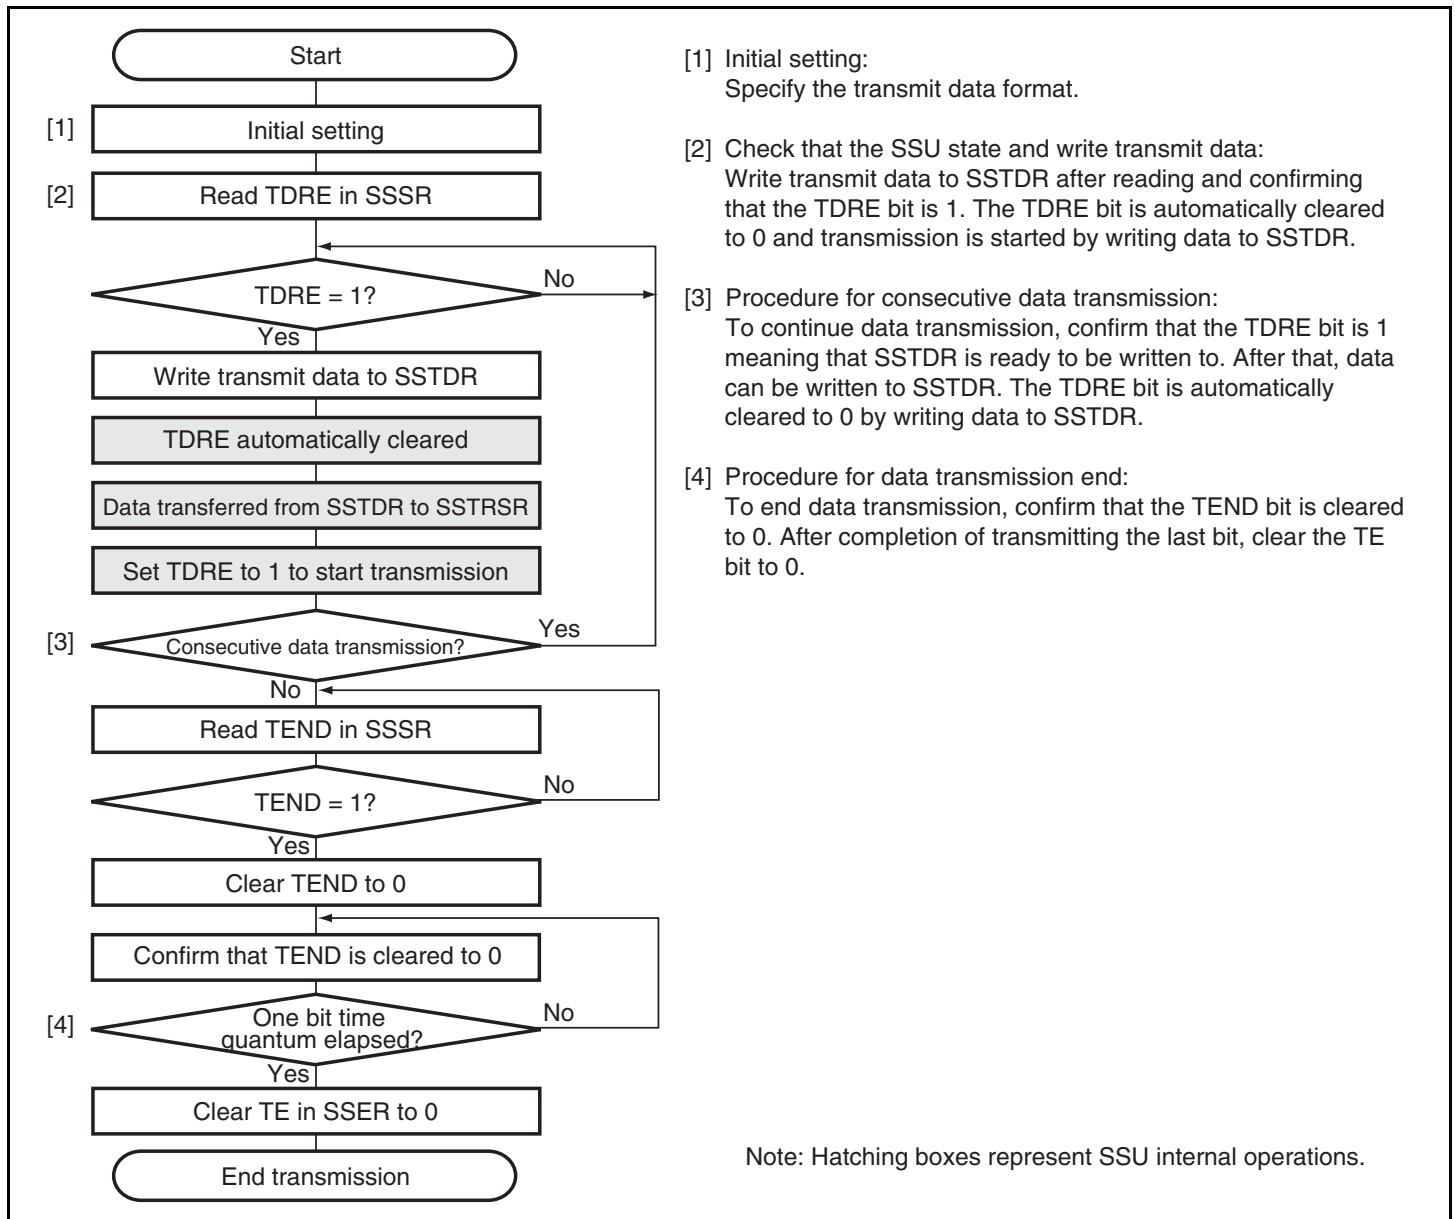 Start
[1] Initial setting
[2] Read TDRE in SSSR
TDRE = 1?
No
Yes
Write transmit data to SSTDR
TDRE automatically cleared
Data transferred from SSTDR to SSTRSR
Set TDRE to 1 to start transmission
[3] Consecutive data transmission?
Yes
No
Read TEND in SSSR
TEND = 1?
No
Yes
Clear TEND to 0
Confirm that TEND is cleared to 0
[4] One bit time
quantum elapsed?
No
Yes
Clear TE in SSER to 0
End transmission
[1] Initial setting:
Specify the transmit data format.
[2] Check that the SSU state and write transmit data:
Write transmit data to SSTDR after reading and confirming
that the TDRE bit is 1. The TDRE bit is automatically cleared
to 0 and transmission is started by writing data to SSTDR.
[3] Procedure for consecutive data transmission:
To continue data transmission, confirm that the TDRE bit is 1
meaning that SSTDR is ready to be written to. After that, data
can be written to SSTDR. The TDRE bit is automatically
cleared to 0 by writing data to SSTDR.
[4] Procedure for data transmission end:
To end data transmission, confirm that the TEND bit is cleared
to 0. After completion of transmitting the last bit, clear the TE
bit to 0.
Note: Hatching boxes represent SSU internal operations.